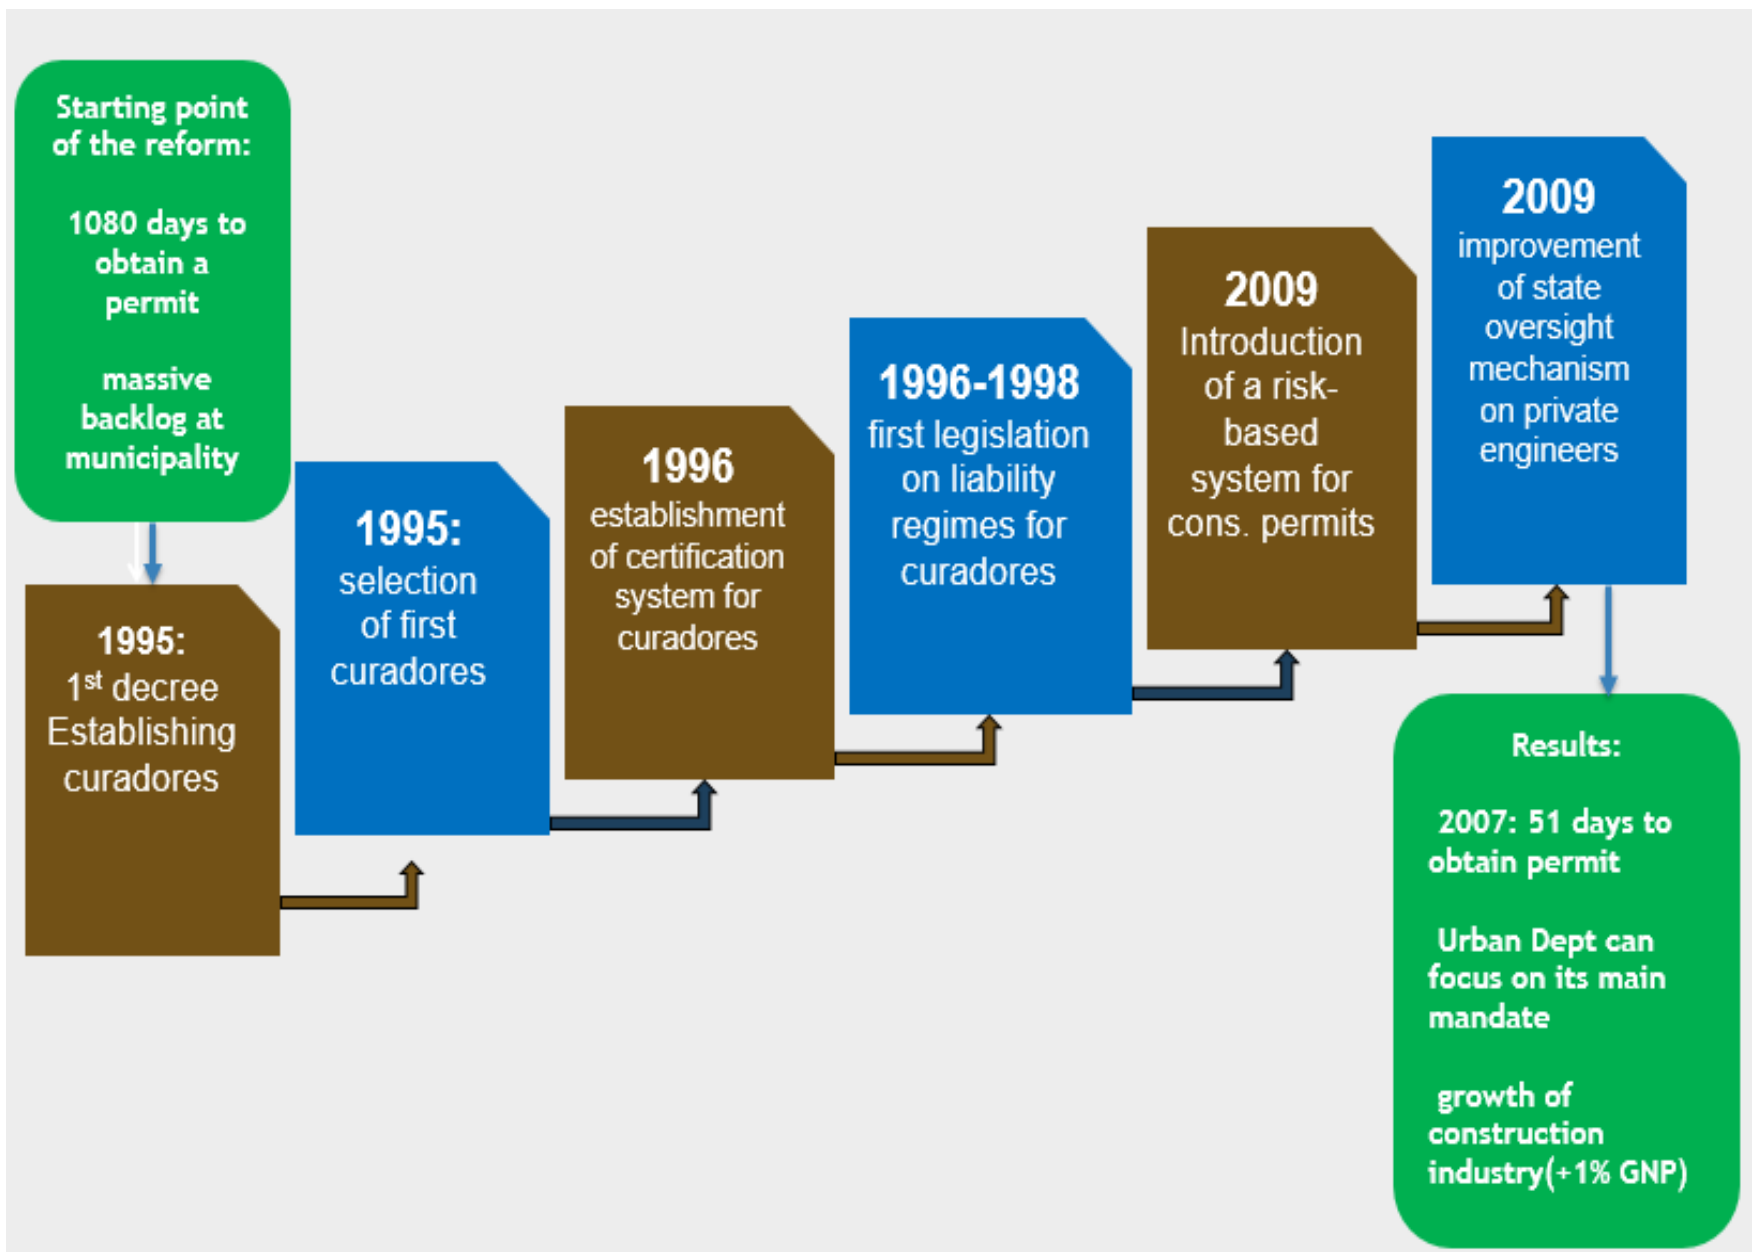 Starting point
of the reform:
1080 days to
obtain a
permit
massive
backlog at
municipality
1995:
1st decree
Establishing
curadores
1995:
selection
of first
curadores
1996
establishment
of certification
system for
curadores
1996-1998
first legislation
on liability
regimes for
curadores
2009
Introduction
of a risk-
based
system for
cons. permits
2009
improvement
of state
oversight
mechanism
on private
engineers
Results:
2007: 51 days to
obtain permit
Urban Dept can
focus on its main
mandate
growth of
construction
industry(+1% GNP)